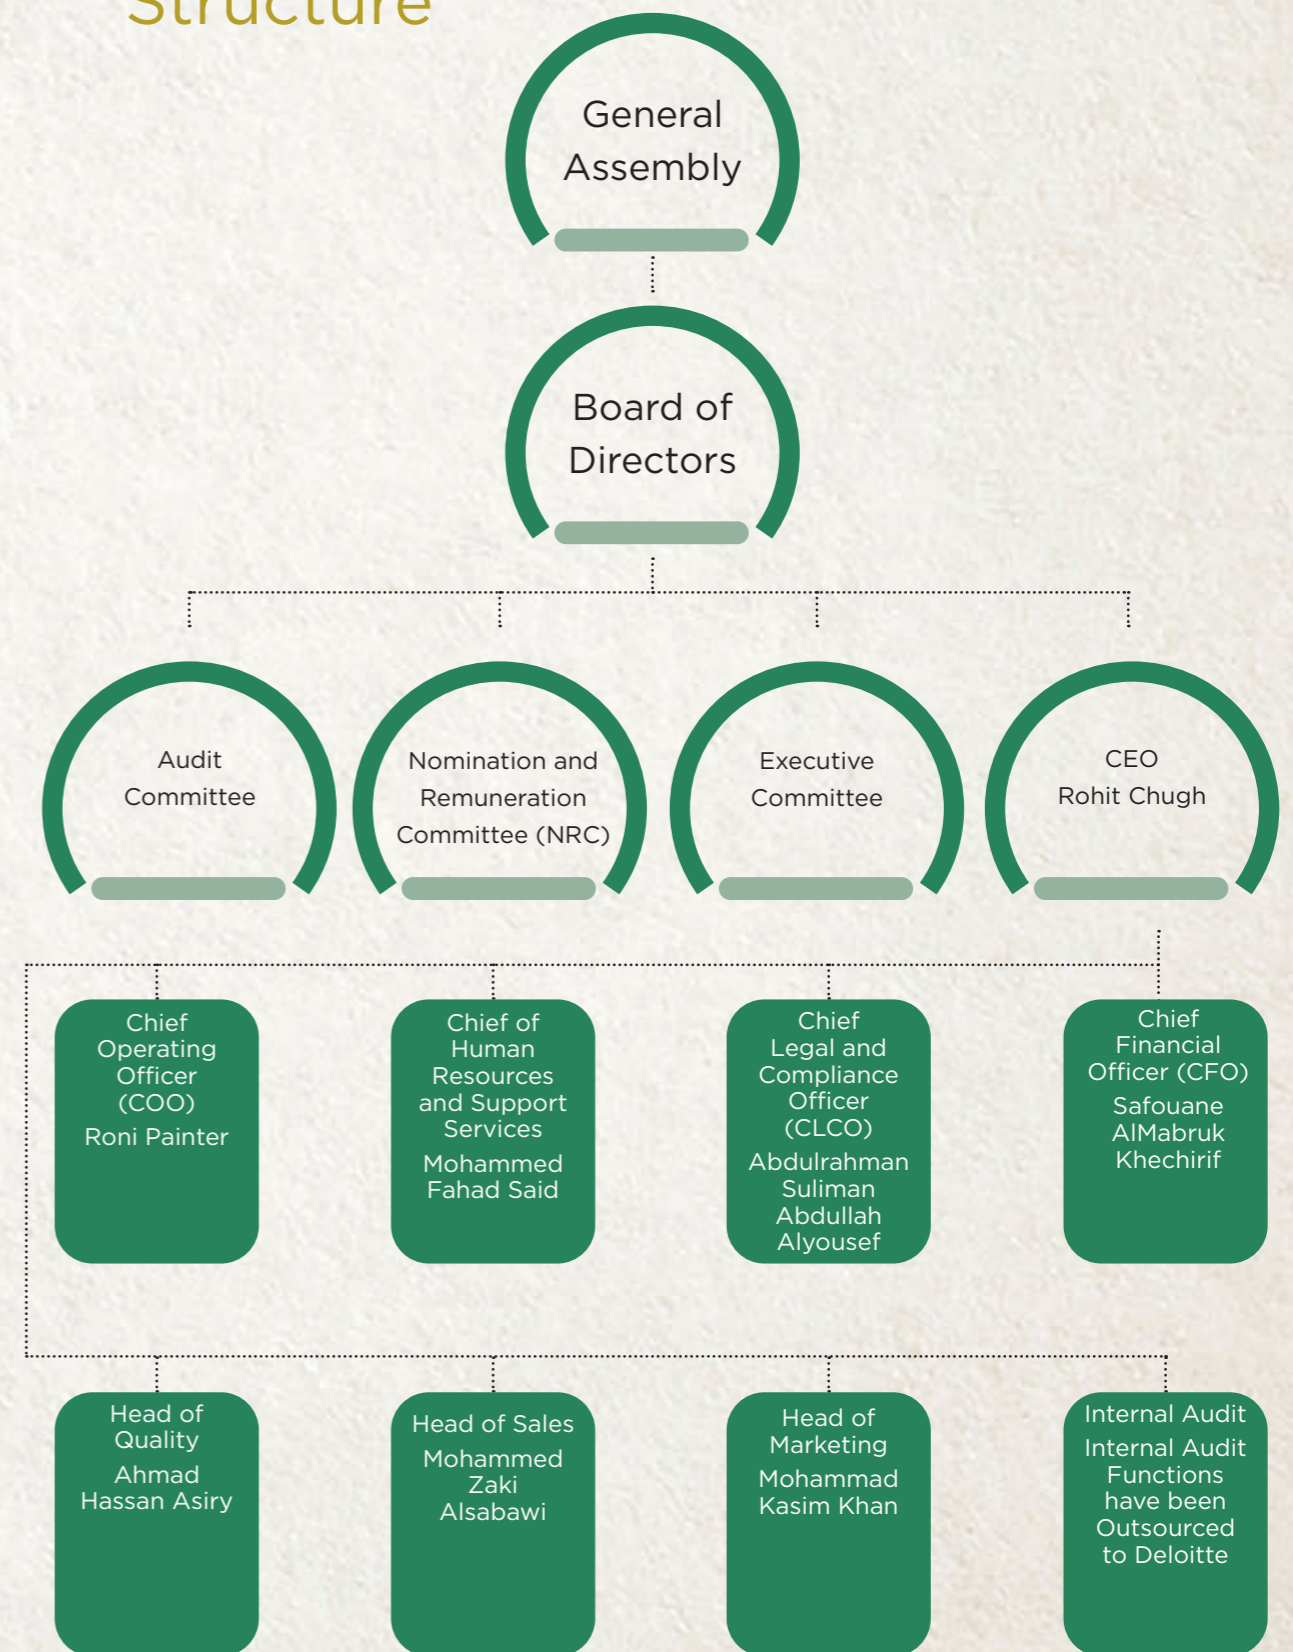 Structure
General
Assembly
Board of
Directors
Audit
Committee
Nomination and
Remuneration
Committee (NRC)
Executive
Committee
CEO
Rohit Chugh
Chief
Operating
Officer
(COO)
Roni Painter
Chief of
Human
Resources
and Support
Services
Mohammed
Fahad Said
Chief
Legal and
Compliance
Officer
(CLCO)
Abdulrahman
Suliman
Abdullah
Alyousef
Chief
Financial
Officer (CFO)
Safouane
AlMabruk
Khechirif
Head of
Quality
Ahmad
Hassan Asiry
Head of Sales
Mohammed
Zaki
Alsabawi
Head of
Marketing
Mohammad
Kasim Khan
Internal Audit
Internal Audit
Functions
have been
Outsourced
to Deloitte